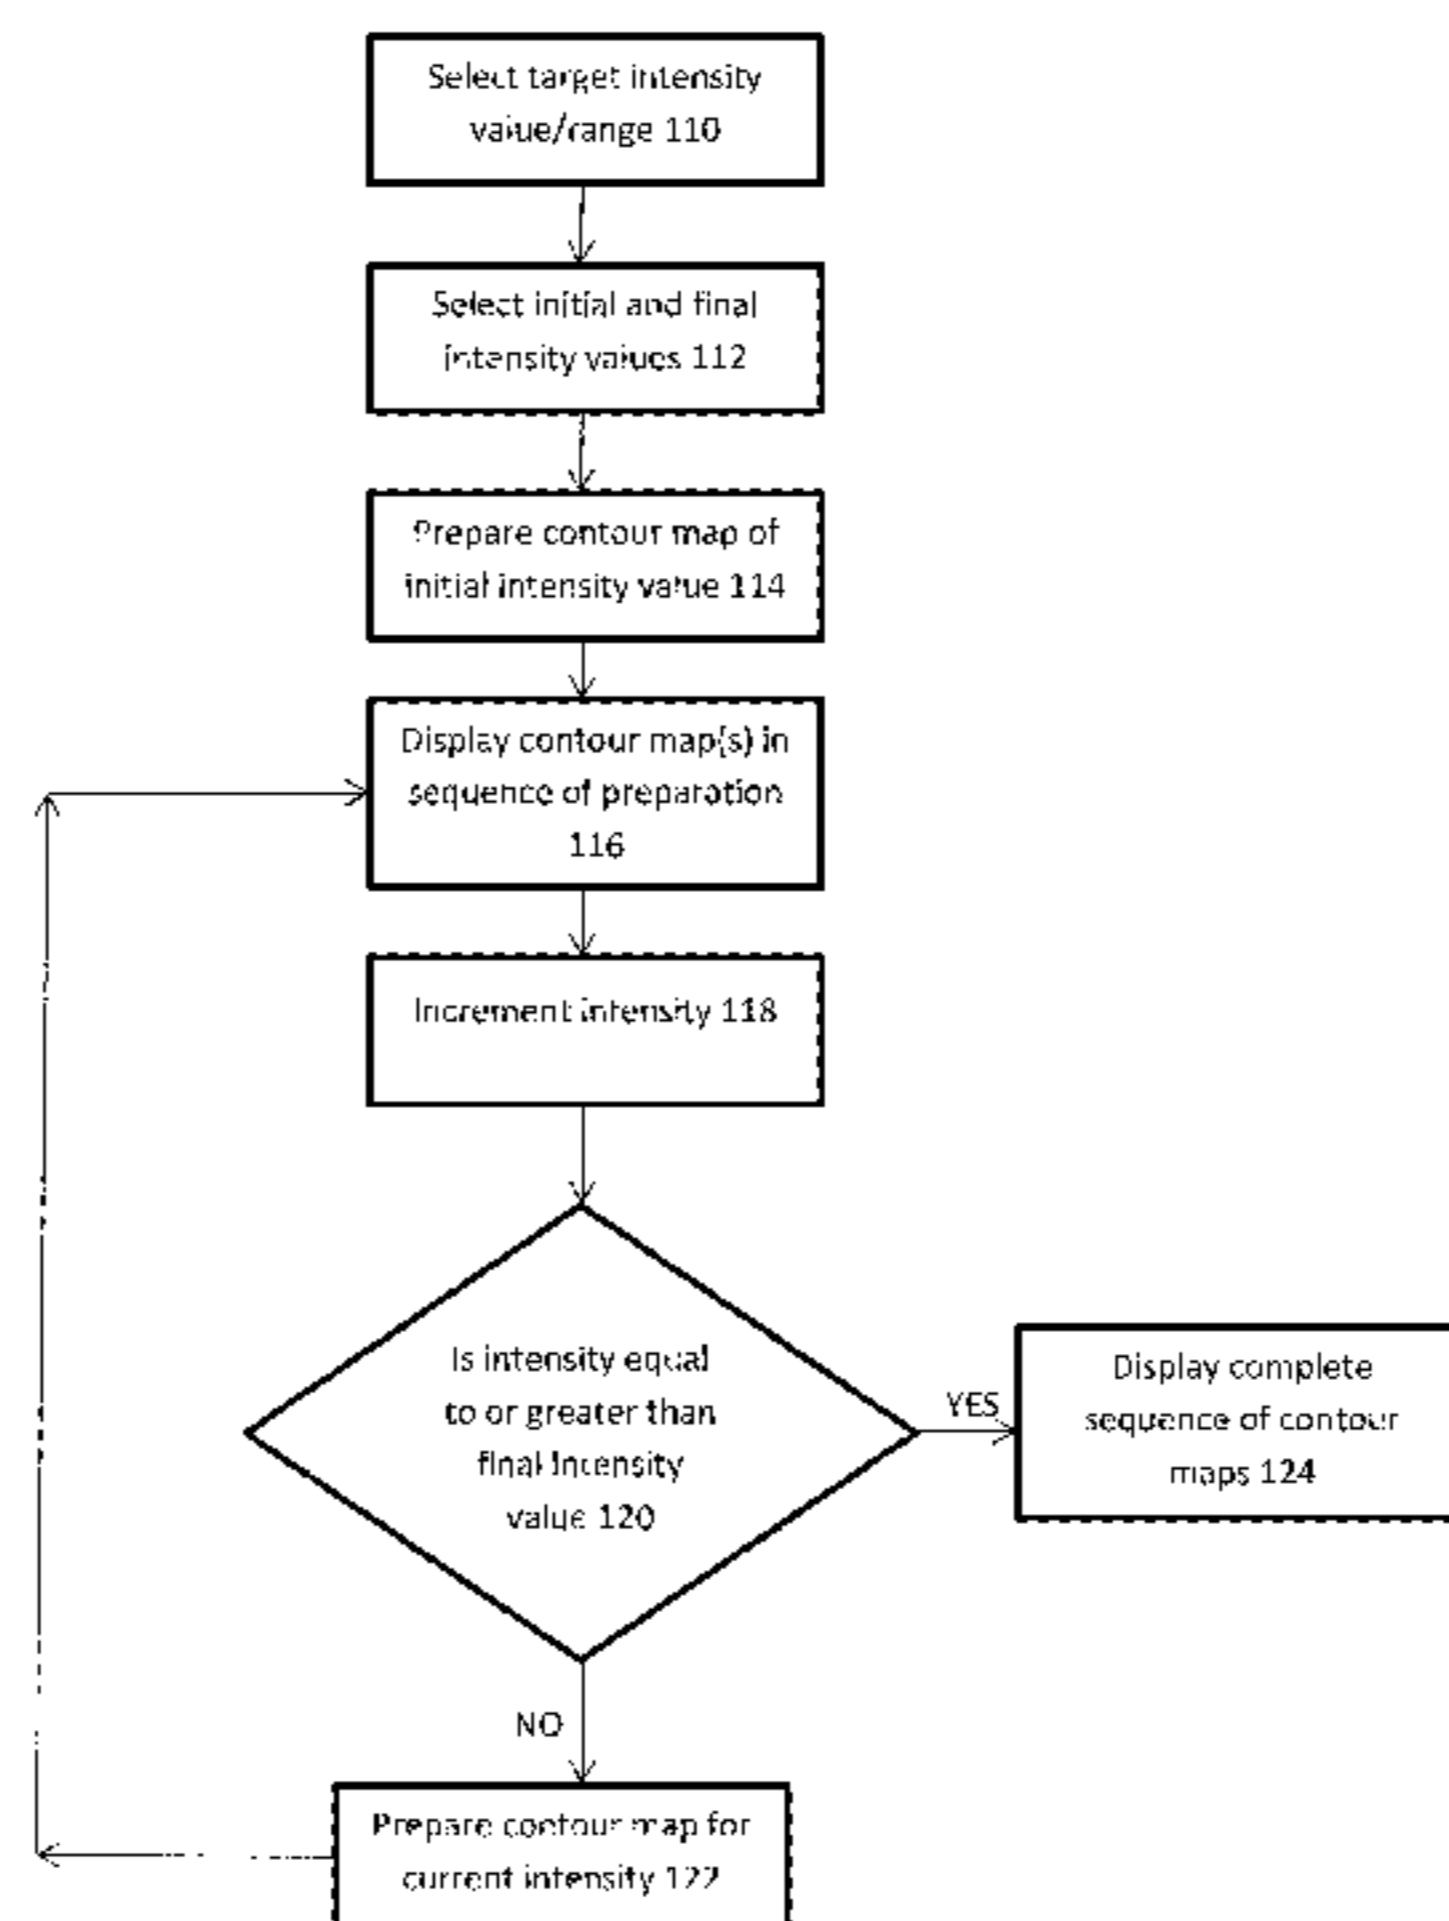 Select target intensity
value/range 110
Select initial and final
intensity values 112
Prepare contour map of
initial intensity value 114
Display contour map(s) in
sequence of preparation
116
Increment intensity 118
Is intensity equal
to or greater than
final intensity
value 120
YES
Display complete
sequence of contour
maps 124
NO
Prepare contour map for
current intensity 122